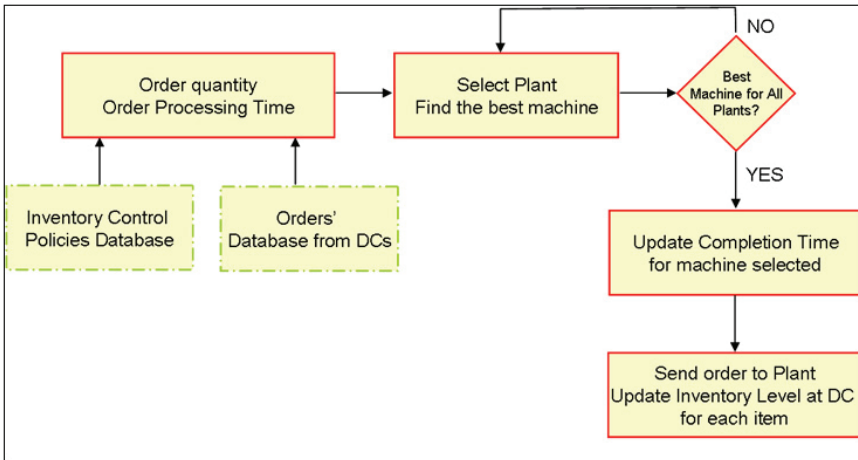 NO
Order quantity
Order Processing Time
Select Plant
Find the best machine
Best
Machine for All
Plants?
YES
Inventory Control
Policies Database
Orders'
Database from DCs
Update Completion Time
for machine selected
Send order to Plant
Update Inventory Level at DC
for each item